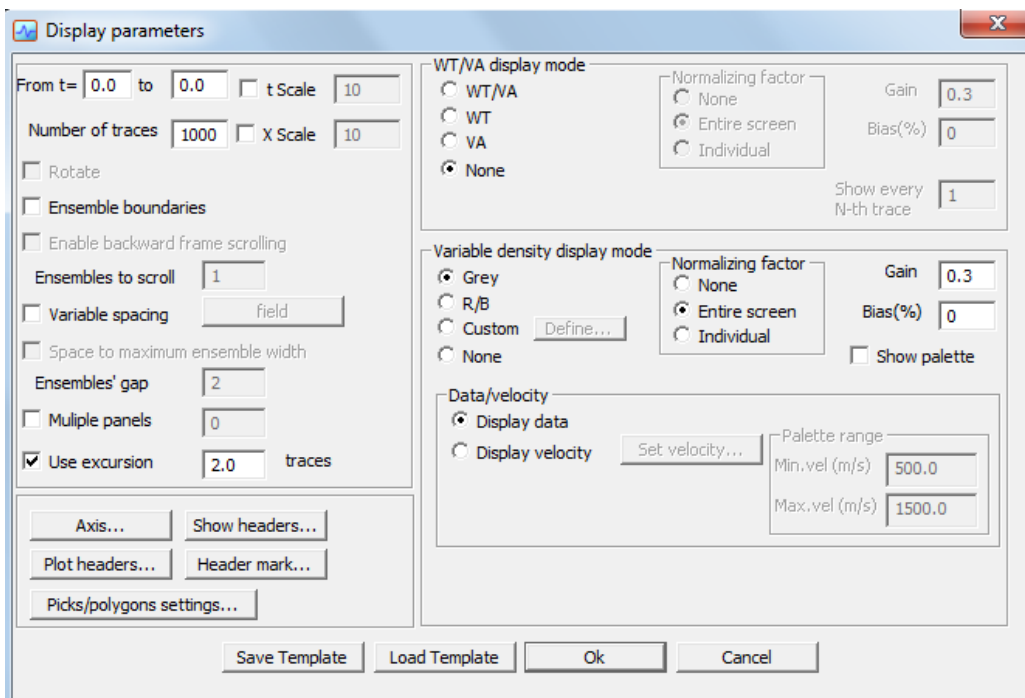 Display parameters
X
From t= 0.0 to 0.0 t Scale 10
Number of traces 1000 X Scale 10
Rotate
Ensemble boundaries
Enable backward frame scrolling
Ensembles to scroll 1
Variable spacing field
Space to maximum ensemble width
Ensembles' gap 2
Muliple panels 0
Use excursion 2.0 traces
Axis... Show headers...
Plot headers... Header mark...
Picks/polygons settings...
WT/VA display mode
WT/VA
WT
VA
None
Normalizing factor
None
Entire screen
Individual
Gain 0.3
Bias(%) 0
Show every
N-th trace 1
Variable density display mode
Grey
R/B
Custom Define...
None
Normalizing factor
None
Entire screen
Individual
Gain 0.3
Bias(%) 0
Show palette
Data/velocity
Display data
Display velocity Set velocity...
Palette range
Min.vel (m/s) 500.0
Max.vel (m/s) 1500.0
Save Template Load Template Ok Cancel